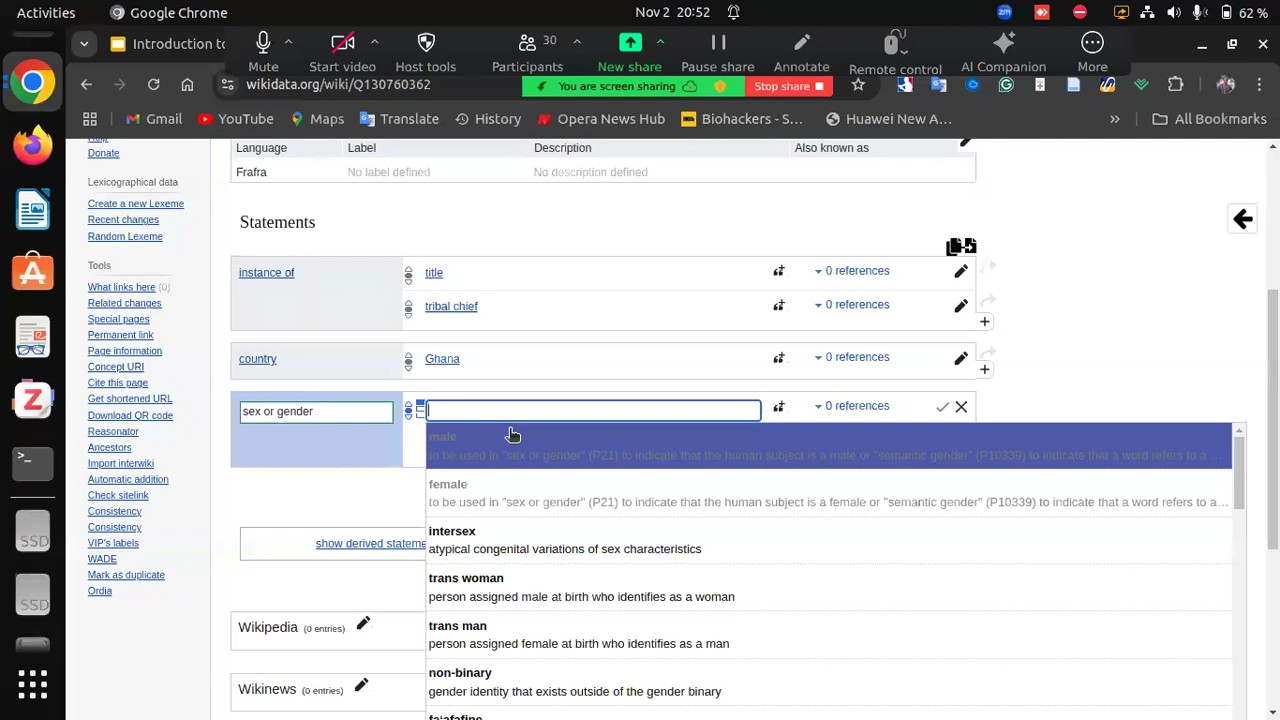 Activities
Google Chrome
Nov 2 20:52
zm
62 %
Introduction to
Mute
Start video
Host tools
30
Participants
New share
Pause share
Annotate
Remote control
AI Companion
More
wikidata.org/wiki/Q130760362
You are screen sharing
Stop share
Gmail
YouTube
Maps
Translate
History
Opera News Hub
Biohackers - S...
Huawei New A...
All Bookmarks
Help
Donate
Lexicographical data
Create a new Lexeme
Recent changes
Random Lexeme
Tools
What links here (0)
Related changes
Special pages
Permanent link
Page information
Concept URI
Cite this page
Get shortened URL
Download QR code
Reasonator
Ancestors
Import interwiki
Automatic addition
Check sitelink
Consistency
Consistency
VIP's labels
WADE
Mark as duplicate
Ordia
Language Label Description Also known as
Frafra No label defined No description defined
Statements
instance of
title
0 references
tribal chief
0 references
country
Ghana
0 references
sex or gender
0 references
male
to be used in "sex or gender" (P21) to indicate that the human subject is a male or "semantic gender" (P10339) to indicate that a word refers to a ...
female
to be used in "sex or gender" (P21) to indicate that the human subject is a female or "semantic gender" (P10339) to indicate that a word refers to a...
intersex
atypical congenital variations of sex characteristics
trans woman
person assigned male at birth who identifies as a woman
trans man
person assigned female at birth who identifies as a man
non-binary
gender identity that exists outside of the gender binary
fa'afafine
show derived stateme
Wikipedia (0 entries)
Wikinews (0 entries)
SSD
SSD